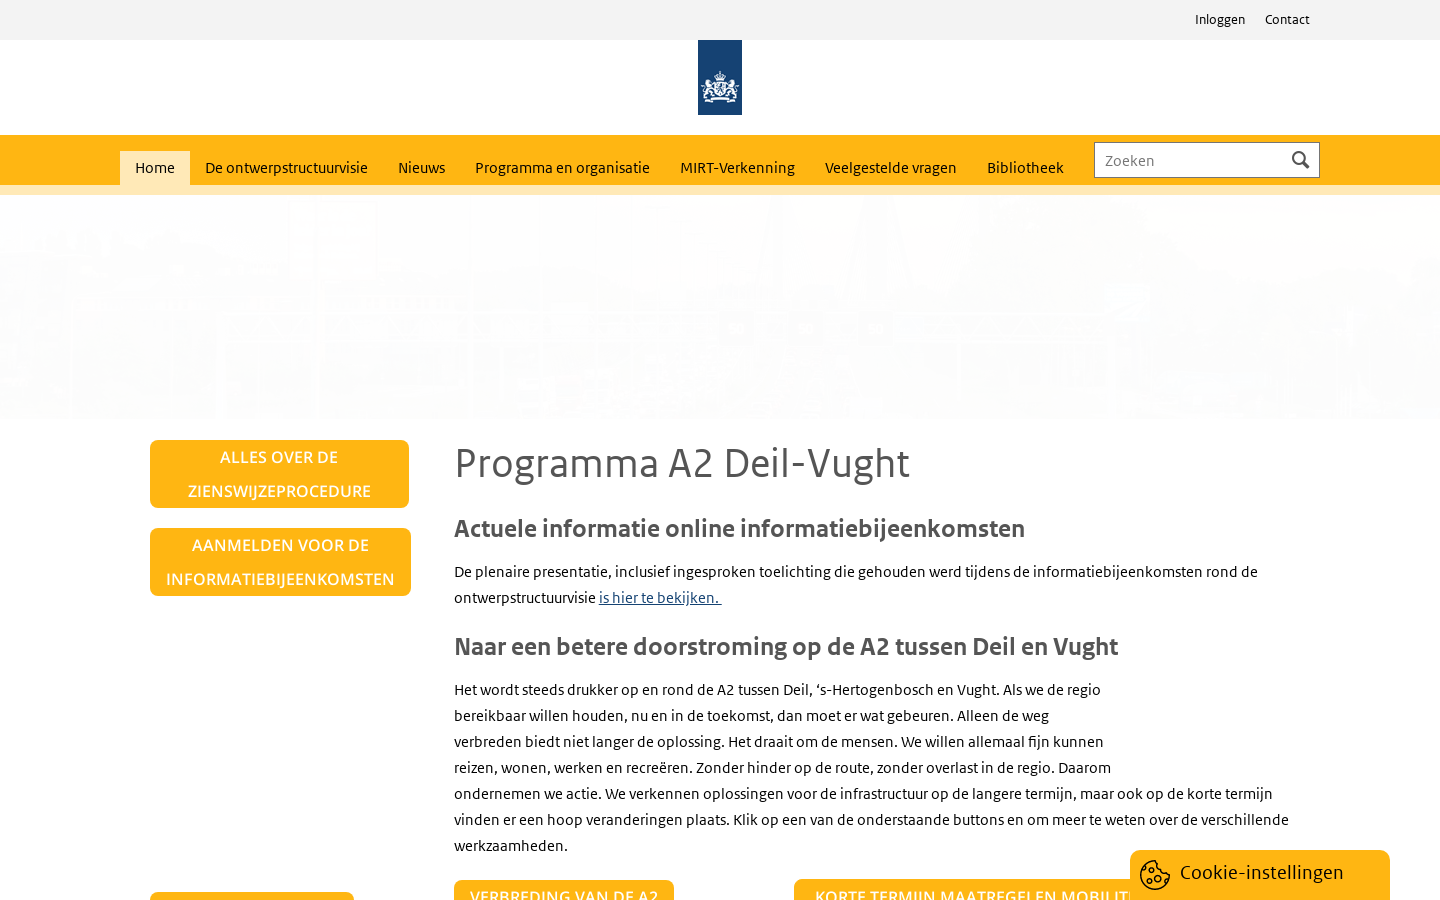 Inloggen Contact
Home De ontwerpstructuurvisie Nieuws Programma en organisatie MIRT-Verkenning Veelgestelde vragen Bibliotheek Zoeken
ALLES OVER DE
ZIENSWIJZEPROCEDURE
AANMELDEN VOOR DE
INFORMATIEBIJEENKOMSTEN
Programma A2 Deil-Vught
Actuele informatie online informatiebijeenkomsten
De plenaire presentatie, inclusief ingesproken toelichting die gehouden werd tijdens de informatiebijeenkomsten rond de
ontwerpstructuurvisie is hier te bekijken.
Naar een betere doorstroming op de A2 tussen Deil en Vught
Het wordt steeds drukker op en rond de A2 tussen Deil, ‘s-Hertogenbosch en Vught. Als we de regio
bereikbaar willen houden, nu en in de toekomst, dan moet er wat gebeuren. Alleen de weg
verbreden biedt niet langer de oplossing. Het draait om de mensen. We willen allemaal fijn kunnen
reizen, wonen, werken en recreëren. Zonder hinder op de route, zonder overlast in de regio. Daarom
ondernemen we actie. We verkennen oplossingen voor de infrastructuur op de langere termijn, maar ook op de korte termijn
vinden er een hoop veranderingen plaats. Klik op een van de onderstaande buttons en om meer te weten over de verschillende
werkzaamheden.
VERBREDING VAN DE A2
KORTE TERMIJN MAATREGELEN
Cookie-instellingen